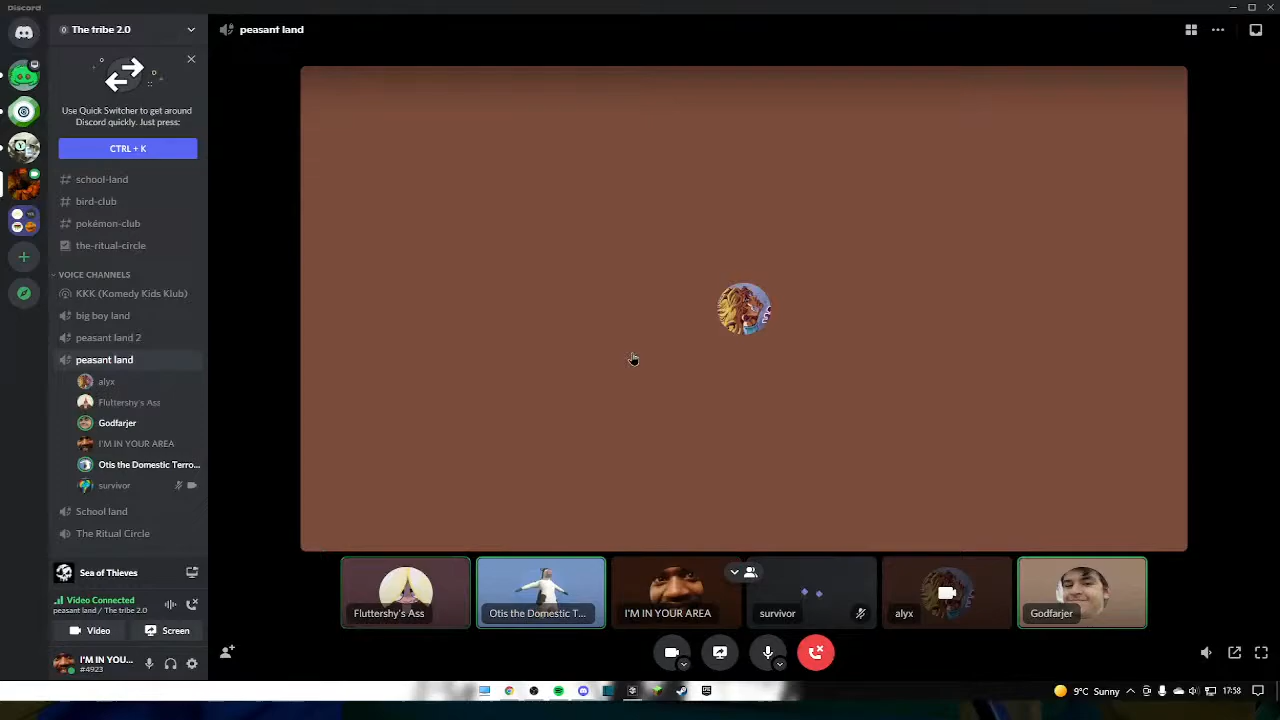 Discord
The tribe 2.0
peasant land
Use Quick Switcher to get around
Discord quickly. Just press:
CTRL + K
school-land
bird-club
pokémon-club
the-ritual-circle
VOICE CHANNELS
KKK (Komedy Kids Klub)
big boy land
peasant land 2
peasant land
alyx
Fluttershy's Ass
Godfarjer
I'M IN YOUR AREA
Otis the Domestic Terro...
survivor
School land
The Ritual Circle
Sea of Thieves
Video Connected
peasant land / The tribe 2.0
Video
Screen
I'M IN YOU...
#4923
Fluttershy's Ass
Otis the Domestic T...
I'M IN YOUR AREA
survivor
alyx
Godfarjer
9°C Sunny
17:58